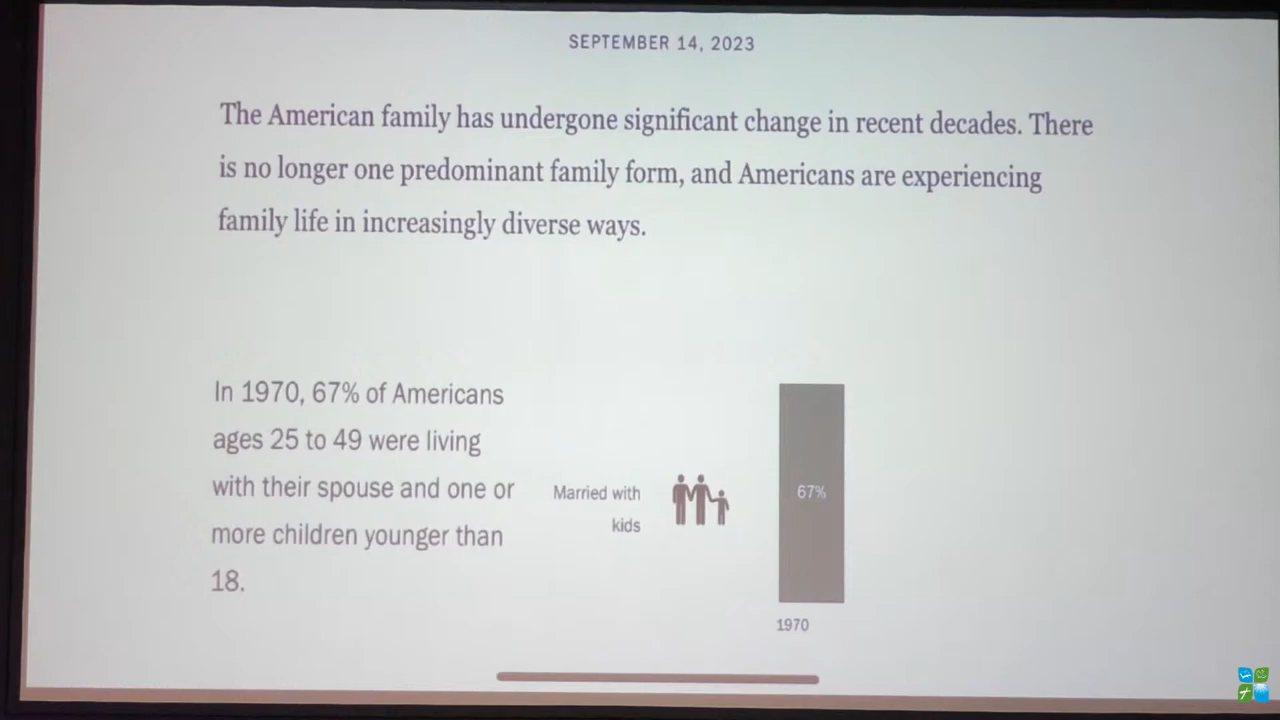 SEPTEMBER 14, 2023
The American family has undergone significant change in recent decades. There
is no longer one predominant family form, and Americans are experiencing
family life in increasingly diverse ways.
In 1970, 67% of Americans
ages 25 to 49 were living
with their spouse and one or
more children younger than
18.
Married with
kids
67%
1970